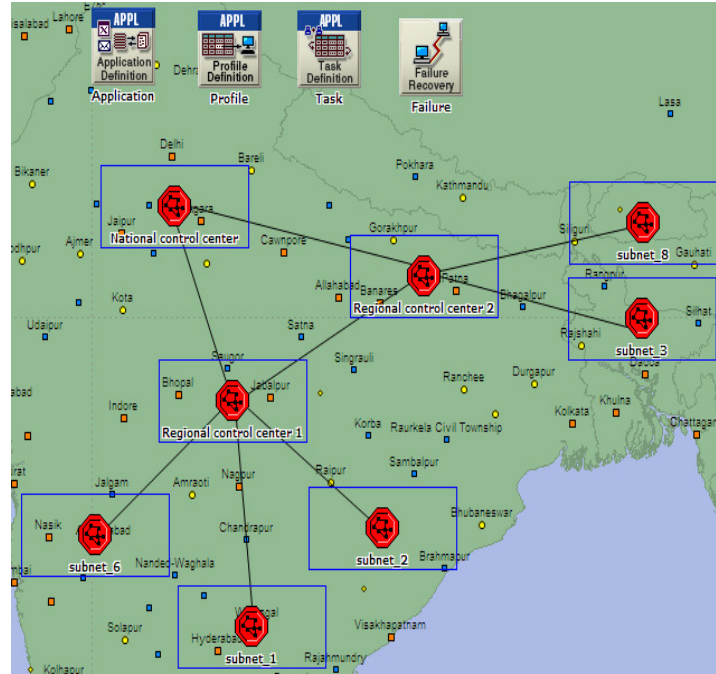 Lahore
APPL
Application
Definition
Application
APPL
Profile
Definition
Profile
APPL
Task
Definition
Task
Failure
Recovery
Failure
Lasa
Delhi
Bareli
Pokhara
Bikaner
Kathmandu
Jaipur
National control center
Gorakhpur
Siliguri
subnet_8
Gauhati
Ajmer
Cawnpore
Patna
Rangpur
Allahabad
Banares
Bhagalpur
Regional control center 2
Kota
Udaipur
Satna
Rajshahi
Silhat
subnet_3
Saugor
Singrauli
Bhopal
Jabalpur
Ranchee
Durgapur
Indore
Regional control center 1
Korba
Raurkela Civil Township
Kolkata
Khulna
Nagpur
Raipur
Sambalpur
Jalgam
Amraoti
Nasik
Chandrapur
Bhubaneswar
subnet_6
Nanded-Waghala
subnet_2
Brahmapur
Solapur
Hyderabad
Visakhapatnam
Kolhapur
subnet_1
Rajahmundry